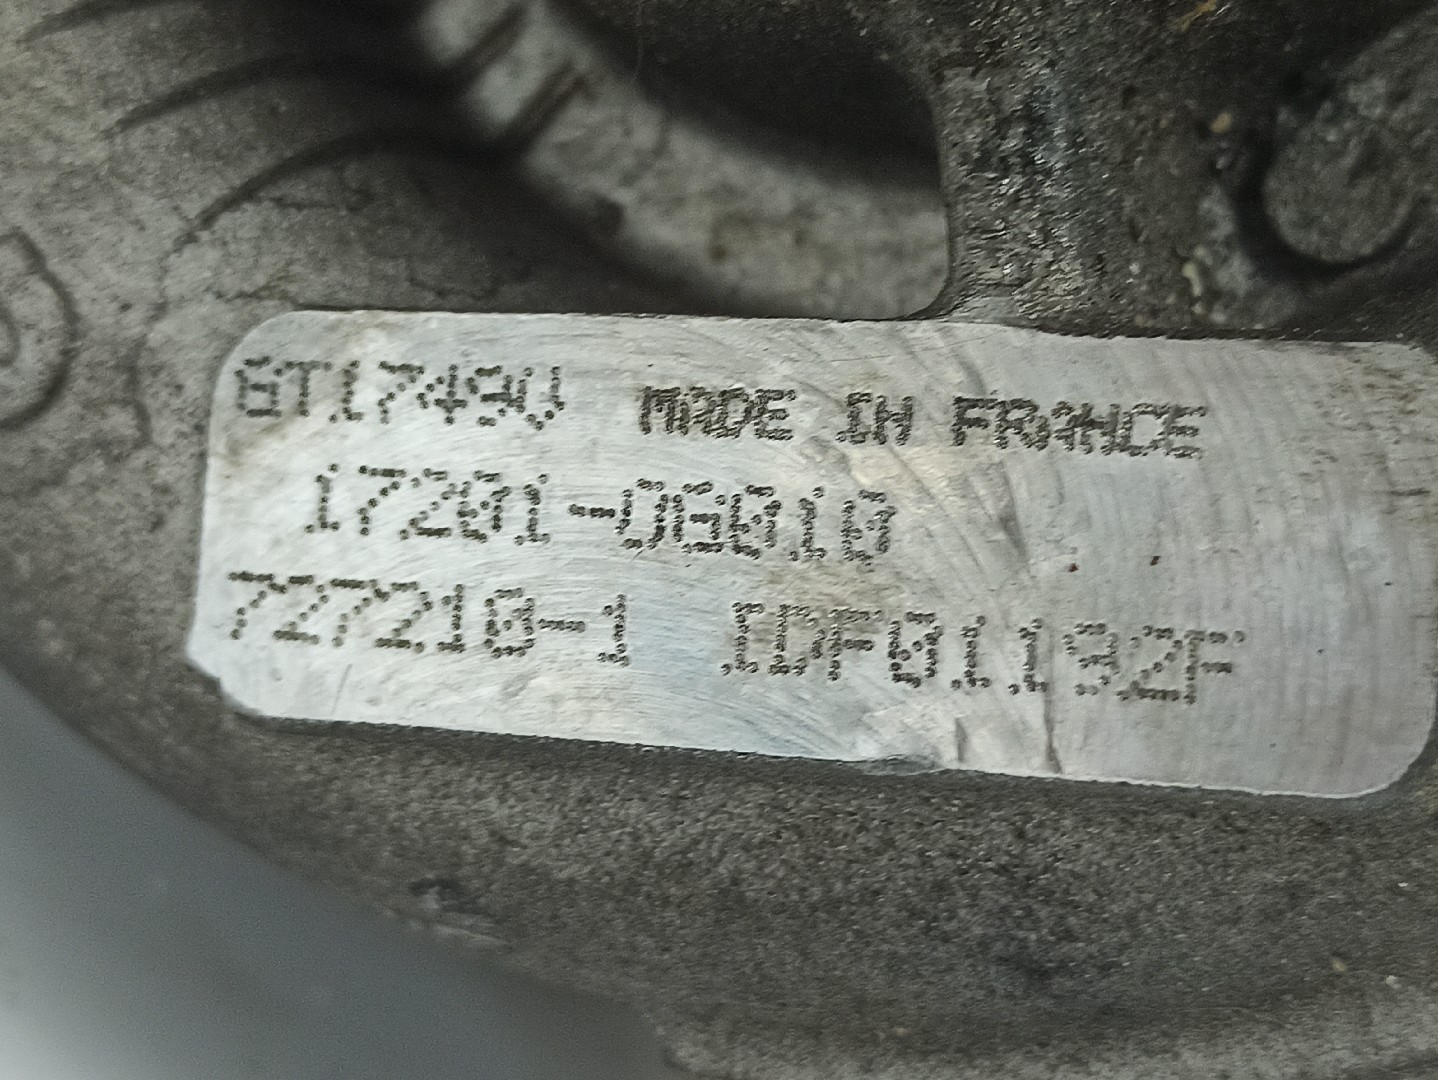 GT1749V MADE IN FRANCE
17201-0G010
727210-1 IDF01192F